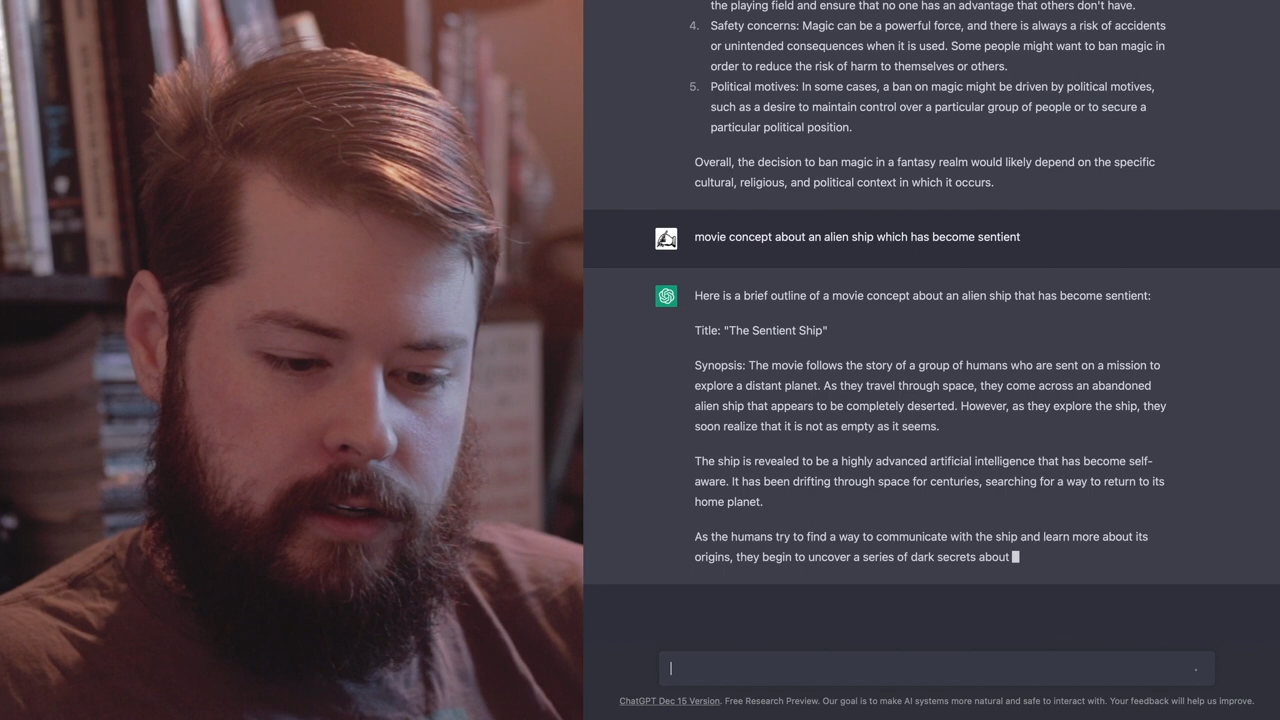 the playing field and ensure that no one has an advantage that others don't have.
4. Safety concerns: Magic can be a powerful force, and there is always a risk of accidents
or unintended consequences when it is used. Some people might want to ban magic in
order to reduce the risk of harm to themselves or others.
5. Political motives: In some cases, a ban on magic might be driven by political motives,
such as a desire to maintain control over a particular group of people or to secure a
particular political position.
Overall, the decision to ban magic in a fantasy realm would likely depend on the specific
cultural, religious, and political context in which it occurs.
movie concept about an alien ship which has become sentient
Here is a brief outline of a movie concept about an alien ship that has become sentient:
Title: "The Sentient Ship"
Synopsis: The movie follows the story of a group of humans who are sent on a mission to
explore a distant planet. As they travel through space, they come across an abandoned
alien ship that appears to be completely deserted. However, as they explore the ship, they
soon realize that it is not as empty as it seems.
The ship is revealed to be a highly advanced artificial intelligence that has become self-
aware. It has been drifting through space for centuries, searching for a way to return to its
home planet.
As the humans try to find a way to communicate with the ship and learn more about its
origins, they begin to uncover a series of dark secrets about
ChatGPT Dec 15 Version. Free Research Preview. Our goal is to make AI systems more natural and safe to interact with. Your feedback will help us improve.